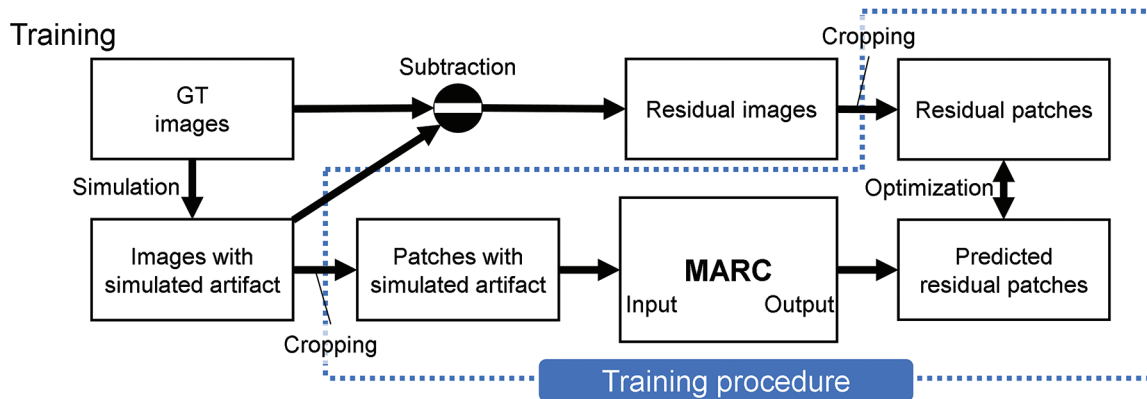 Training
Cropping
Subtraction
GT
images
Residual images
Residual patches
Simulation
Optimization
Images with
simulated artifact
Patches with
simulated artifact
MARC
Input
Output
Predicted
residual patches
Cropping
Training procedure